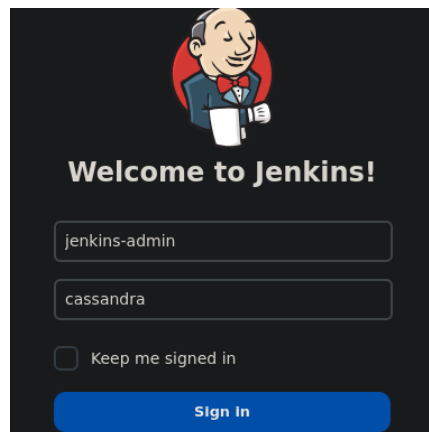 Welcome to Jenkins!
jenkins-admin
cassandra
Keep me signed in
Sign in